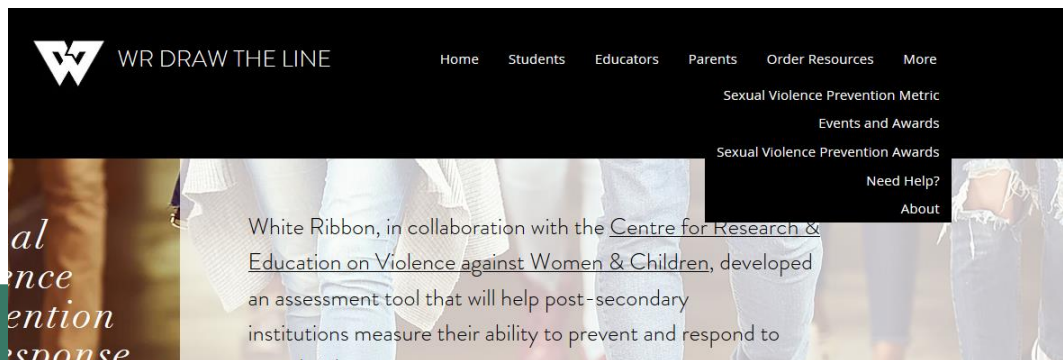 WR DRAW THE LINE
Home Students Educators Parents Order Resources More
Sexual Violence Prevention Metric
Events and Awards
Sexual Violence Prevention Awards
Need Help?
About
White Ribbon, in collaboration with the Centre for Research &
Education on Violence against Women & Children, developed
an assessment tool that will help post-secondary
institutions measure their ability to prevent and respond to
al
ence
ention
esponse